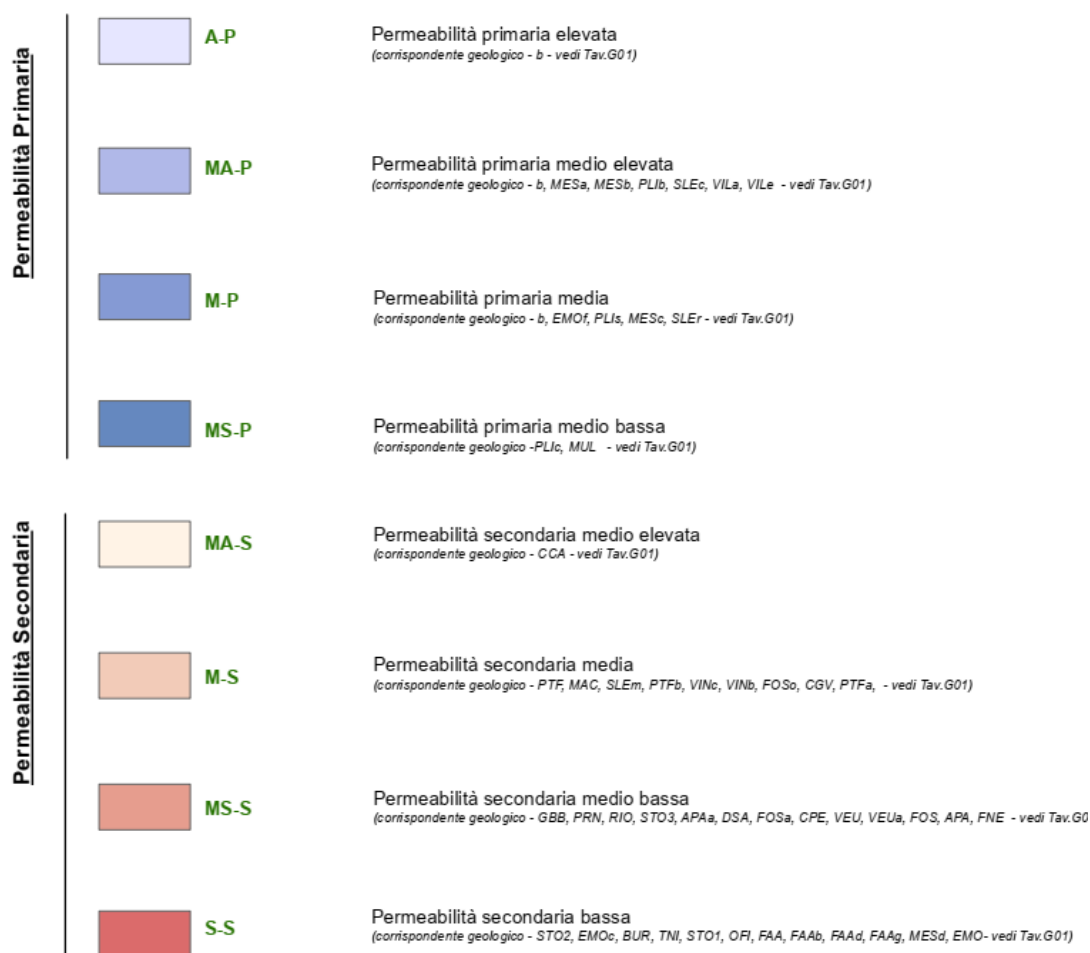 Permeabilità Primaria
A-P
Permeabilità primaria elevata
(corrispondente geologico - b - vedi Tav.G01)
MA-P
Permeabilità primaria medio elevata
(corrispondente geologico - b, MESa, MESb, PLIb, SLEc, VILa, VILe - vedi Tav.G01)
M-P
Permeabilità primaria media
(corrispondente geologico - b, EMOf, PLIs, MESc, SLEr - vedi Tav.G01)
MS-P
Permeabilità primaria medio bassa
(corrispondente geologico -PLIc, MUL - vedi Tav.G01)
Permeabilità Secondaria
MA-S
Permeabilità secondaria medio elevata
(corrispondente geologico - CCA - vedi Tav.G01)
M-S
Permeabilità secondaria media
(corrispondente geologico - PTF, MAC, SLEm, PTFb, VINc, VINb, FOSo, CGV, PTFa, - vedi Tav.G01)
MS-S
Permeabilità secondaria medio bassa
(corrispondente geologico - GBB, PRN, RIO, STO3, APAa, DSA, FOSa, CPE, VEU, VEUa, FOS, APA, FNE - vedi Tav.G0
S-S
Permeabilità secondaria bassa
(corrispondente geologico - STO2, EMOc, BUR, TNI, STO1, OFI, FAA, FAAb, FAAd, FAAg, MESd, EMO- vedi Tav.G01)